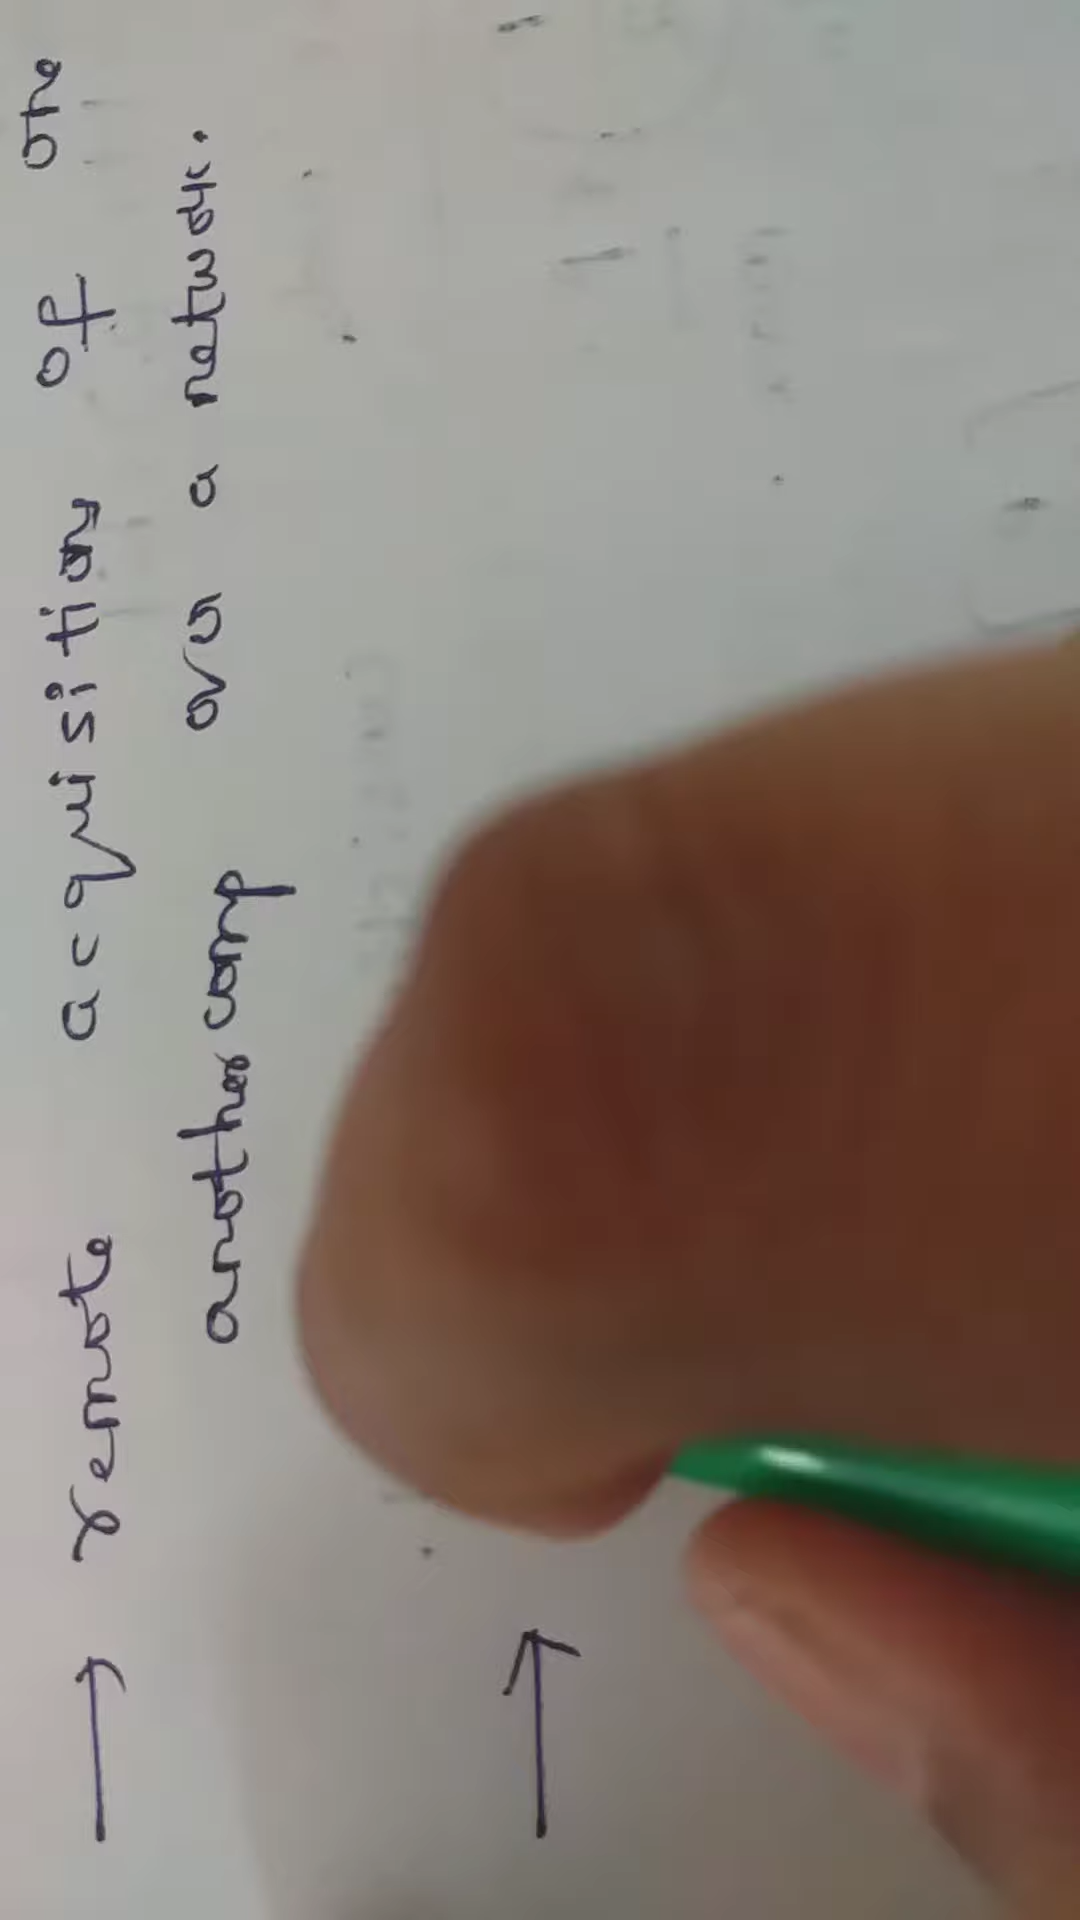 → remote acquisition of one
another comp over a network.
→